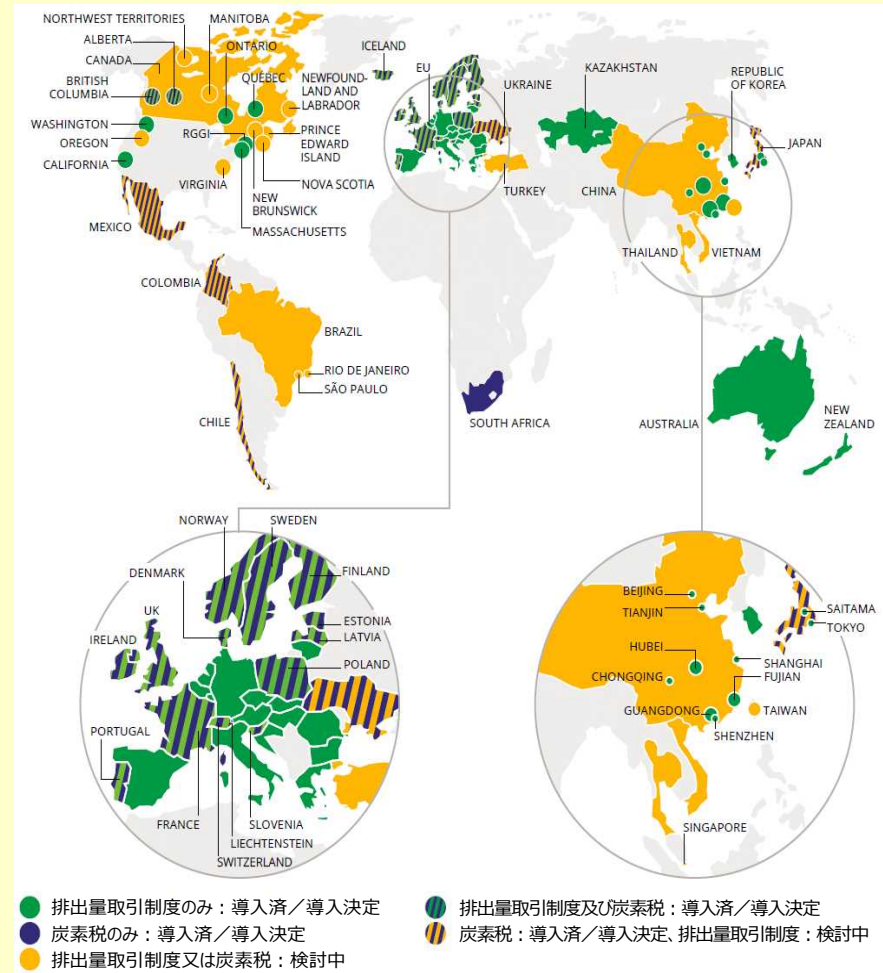 NORTHWEST TERRITORIES
MANITOBA
ALBERTA
ONTARIO
CANADA
QUÉBEC
BRITISH
COLUMBIA
NEWFOUND-
LAND AND
LABRADOR
WASHINGTON
OREGON
CALIFORNIA
RGGI
PRINCE
EDWARD
ISLAND
VIRGINIA
NOVA SCOTIA
NEW
BRUNSWICK
MASSACHUSETTS
MEXICO
ICELAND
EU
UKRAINE
KAZAKHSTAN
REPUBLIC
OF KOREA
JAPAN
TURKEY
CHINA
THAILAND
VIETNAM
COLOMBIA
BRAZIL
RIO DE JANEIRO
SÃO PAULO
CHILE
SOUTH AFRICA
AUSTRALIA
NEW
ZEALAND
NORWAY
SWEDEN
DENMARK
FINLAND
UK
ESTONIA
LATVIA
IRELAND
POLAND
PORTUGAL
FRANCE
SLOVENIA
LIECHTENSTEIN
SWITZERLAND
BEIJING
TIANJIN
SAITAMA
TOKYO
HUBEI
SHANGHAI
CHONGQING
FUJIAN
GUANGDONG
TAIWAN
SHENZHEN
SINGAPORE
排出量取引制度のみ：導入済／導入決定
炭素税のみ：導入済／導入決定
排出量取引制度又は炭素税：検討中
排出量取引制度及び炭素税：導入済／導入決定
炭素税：導入済／導入決定、排出量取引制度：検討中